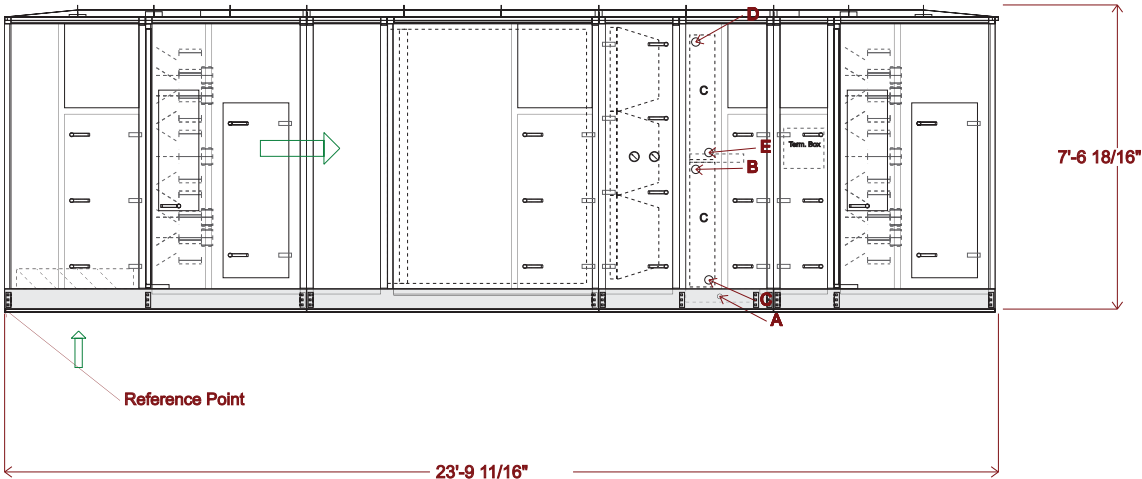 D
C
Term. Box
E
B
7'-6 18/16"
C
C
A
Reference Point
23'-9 11/16"